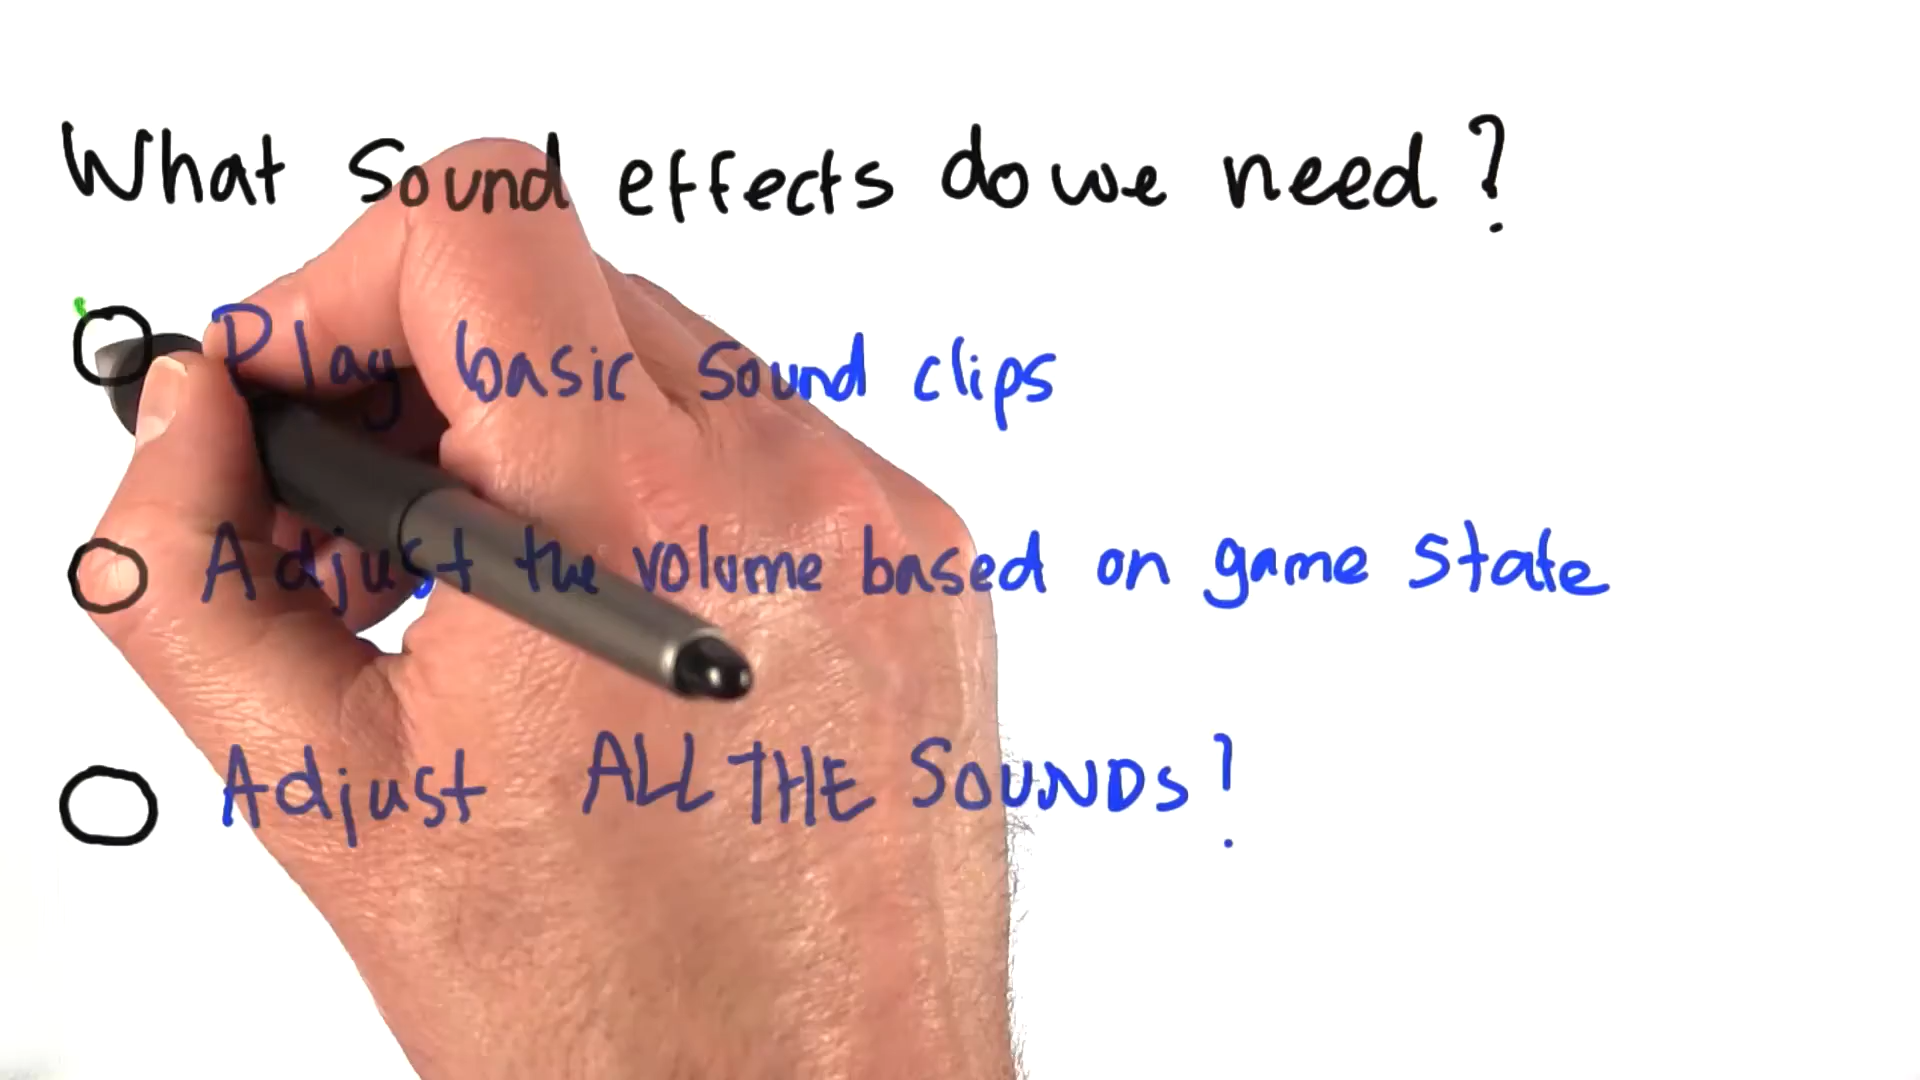 What Sound effects do we need?
Play basic sound clips
Adjust the volume based on game state
Adjust ALL THE SOUNDS?